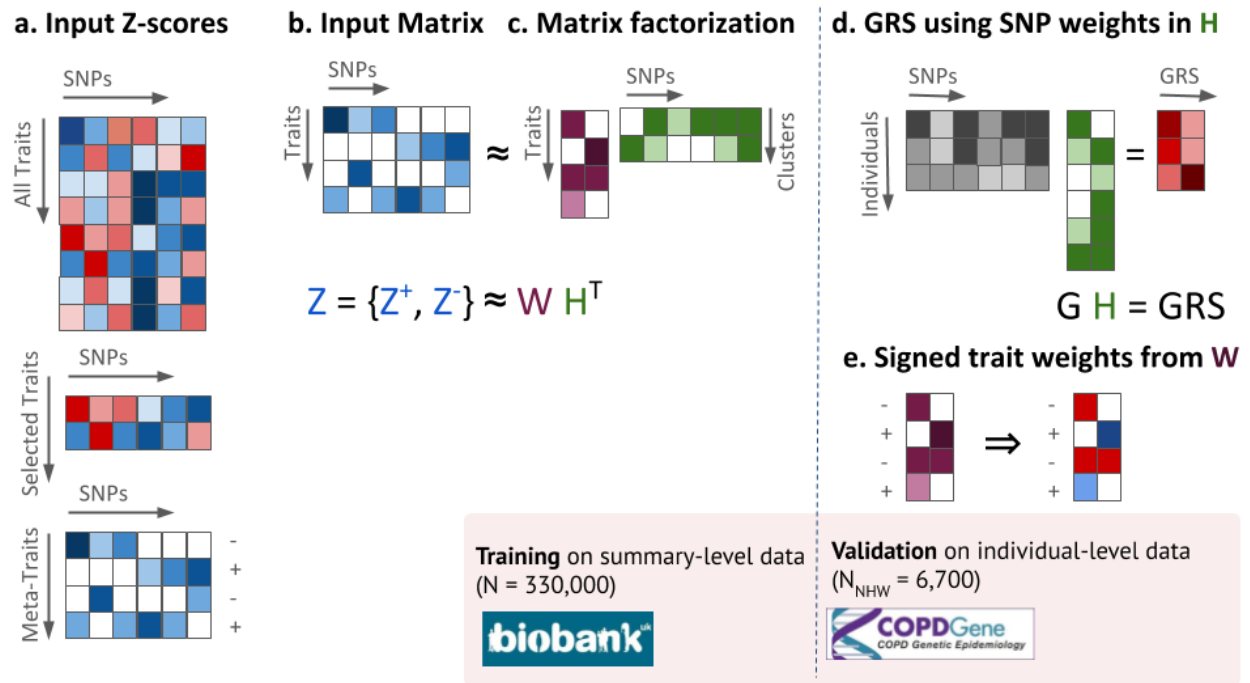 a. Input Z-scores
SNPs
All Traits
SNPs
Selected Traits
SNPs
Meta-Traits
-
+
-
+
b. Input Matrix
SNPs
Traits
≈
c. Matrix factorization
SNPs
Traits
Clusters
Z = {Z⁺, Z⁻} ≈ W Hᵀ
d. GRS using SNP weights in H
SNPs
GRS
Individuals
=
G H = GRS
e. Signed trait weights from W
-
+
-
+
⇒
-
+
-
+
Training on summary-level data
(N = 330,000)
biobank uk
Validation on individual-level data
(N_NHW = 6,700)
COPDGene
COPD Genetic Epidemiology